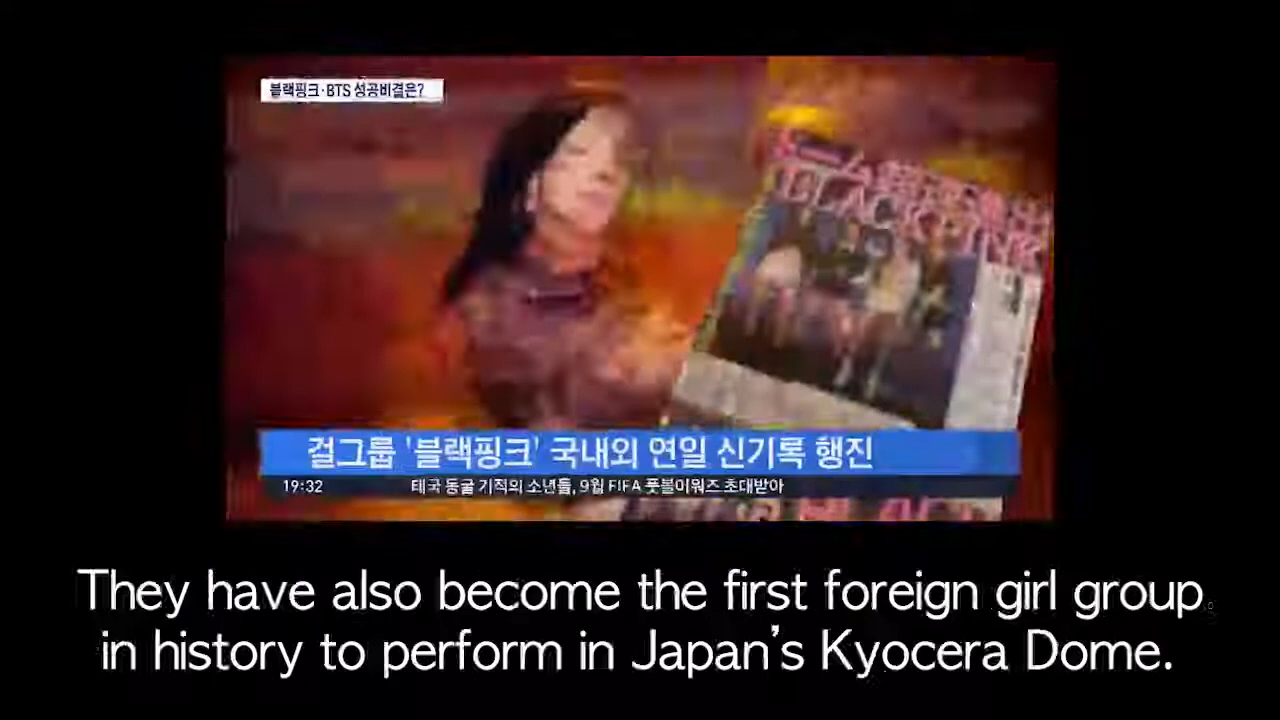 블랙핑크·BTS 성공비결은?
BLACKPINK
걸그룹 '블랙핑크' 국내외 연일 신기록 행진
19:32 태국 동굴 기적의 소년들, 9월 FIFA 풋볼어워즈 초대받아
They have also become the first foreign girl group
in history to perform in Japan's Kyocera Dome.